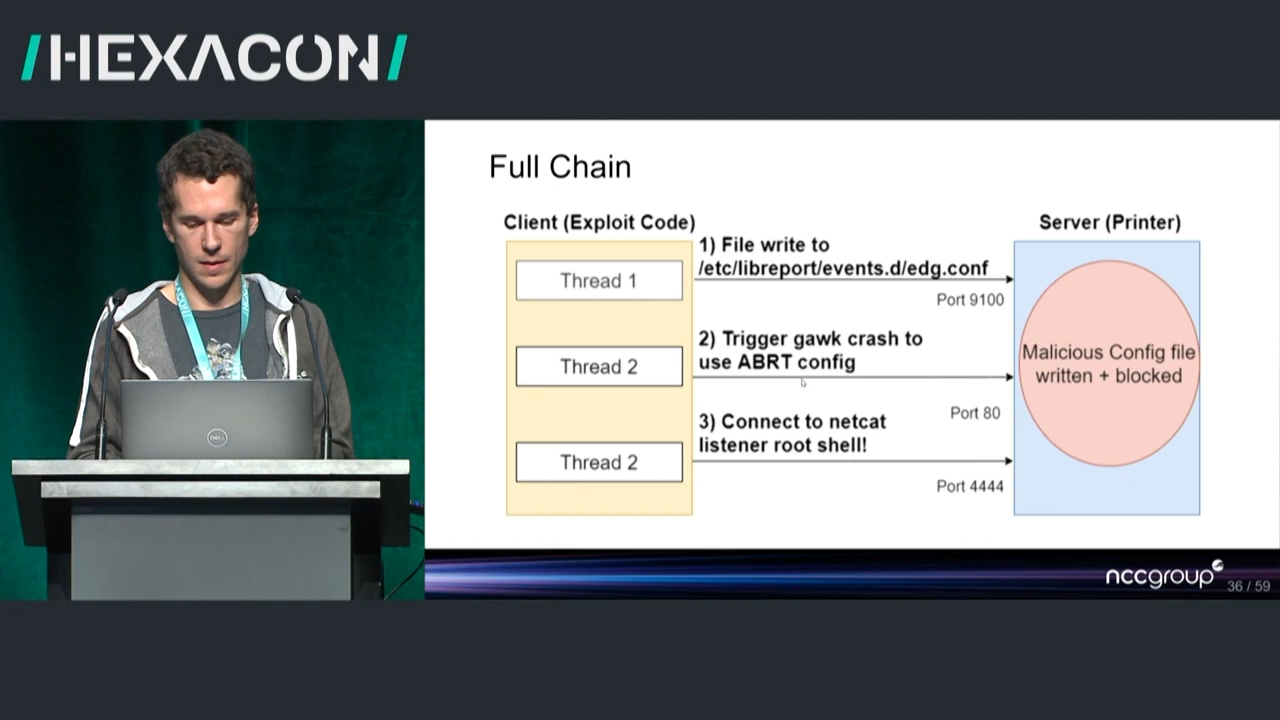 /HEXACON/
Full Chain
Client (Exploit Code)
Server (Printer)
1) File write to
/etc/libreport/events.d/edg.conf
Thread 1
Port 9100
2) Trigger gawk crash to
use ABRT config
Thread 2
Port 80
3) Connect to netcat
listener root shell!
Thread 2
Port 4444
Malicious Config file
written + blocked
DELL
nccgroup
36 / 59